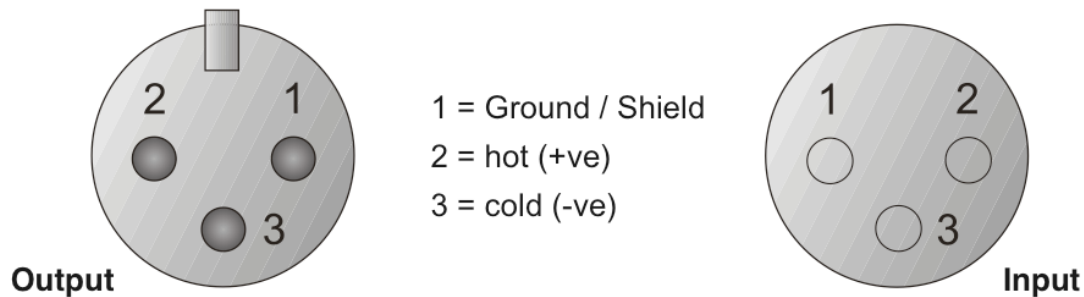 2 1
3
Output
1 = Ground / Shield
2 = hot (+ve)
3 = cold (-ve)
1 2
3
Input